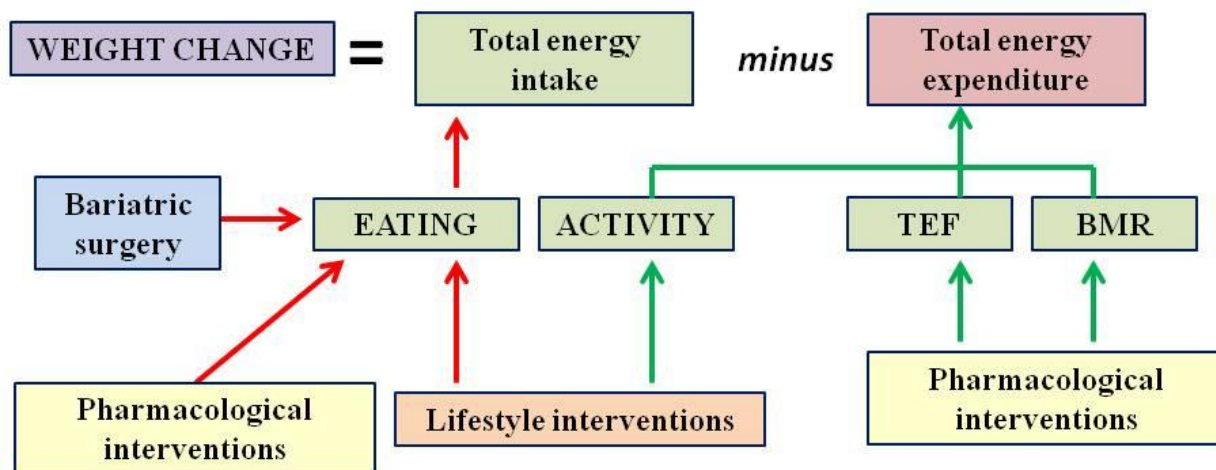 WEIGHT CHANGE
=
Total energy
intake
minus
Total energy
expenditure
Bariatric
surgery
EATING
ACTIVITY
TEF
BMR
Pharmacological
interventions
Lifestyle interventions
Pharmacological
interventions